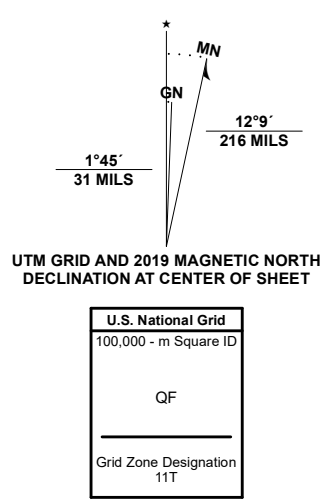 ★
MN
GN
12°9´
216 MILS
1°45´
31 MILS
UTM GRID AND 2019 MAGNETIC NORTH
DECLINATION AT CENTER OF SHEET
U.S. National Grid
100,000 - m Square ID
QF
Grid Zone Designation
11T